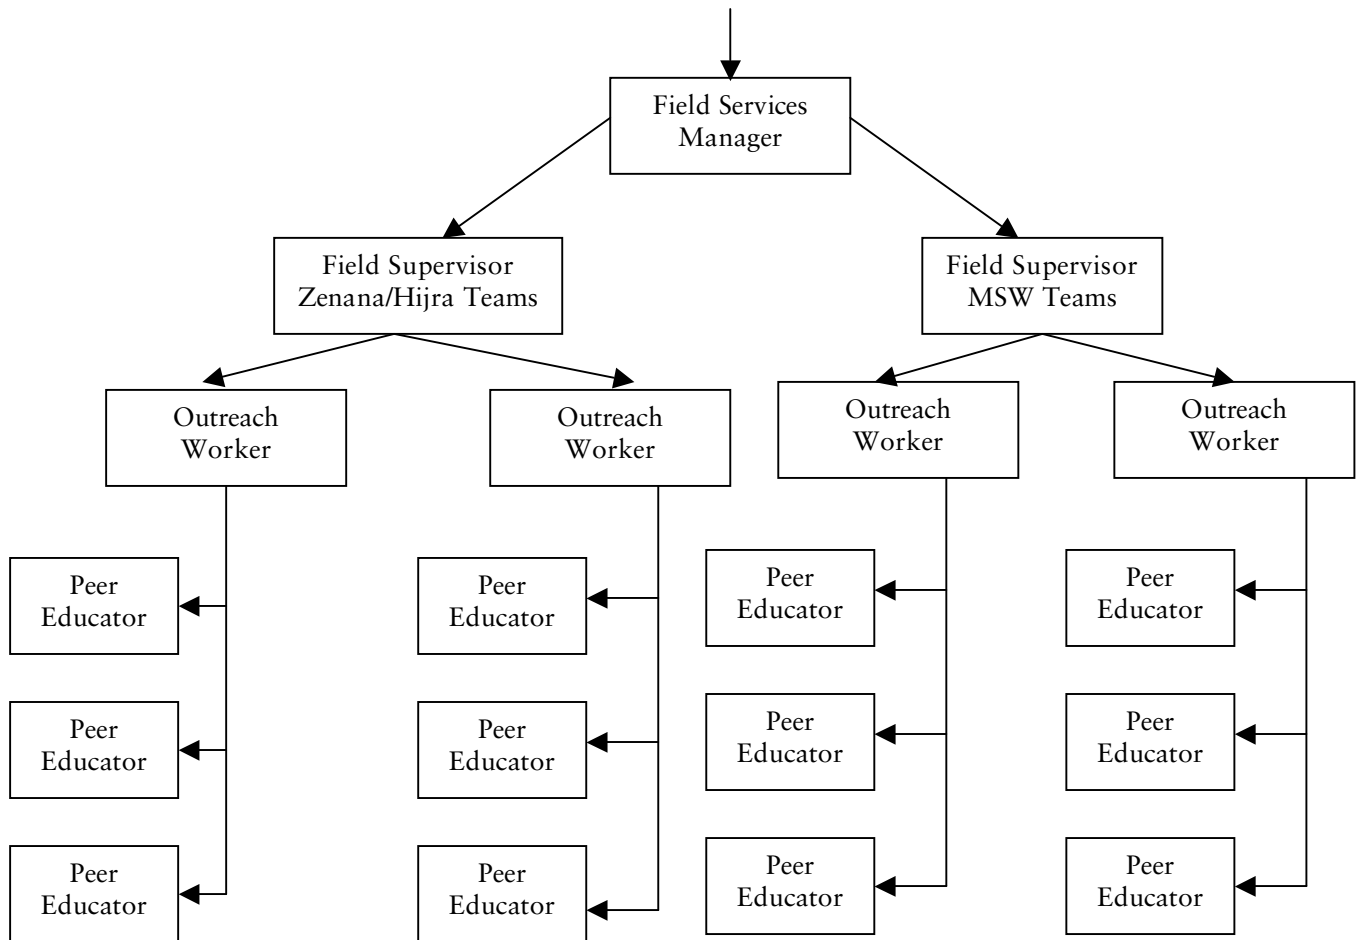 Field Services
Manager
Field Supervisor
Zenana/Hijra Teams
Field Supervisor
MSW Teams
Outreach
Worker
Outreach
Worker
Outreach
Worker
Outreach
Worker
Peer
Educator
Peer
Educator
Peer
Educator
Peer
Educator
Peer
Educator
Peer
Educator
Peer
Educator
Peer
Educator
Peer
Educator
Peer
Educator
Peer
Educator
Peer
Educator